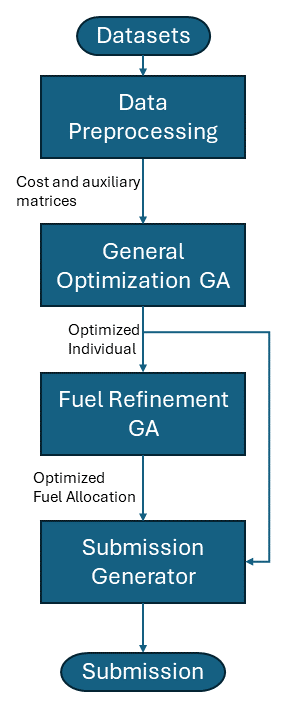 Datasets
Data
Preprocessing
Cost and auxiliary
matrices
General
Optimization GA
Optimized
Individual
Fuel Refinement
GA
Optimized
Fuel Allocation
Submission
Generator
Submission